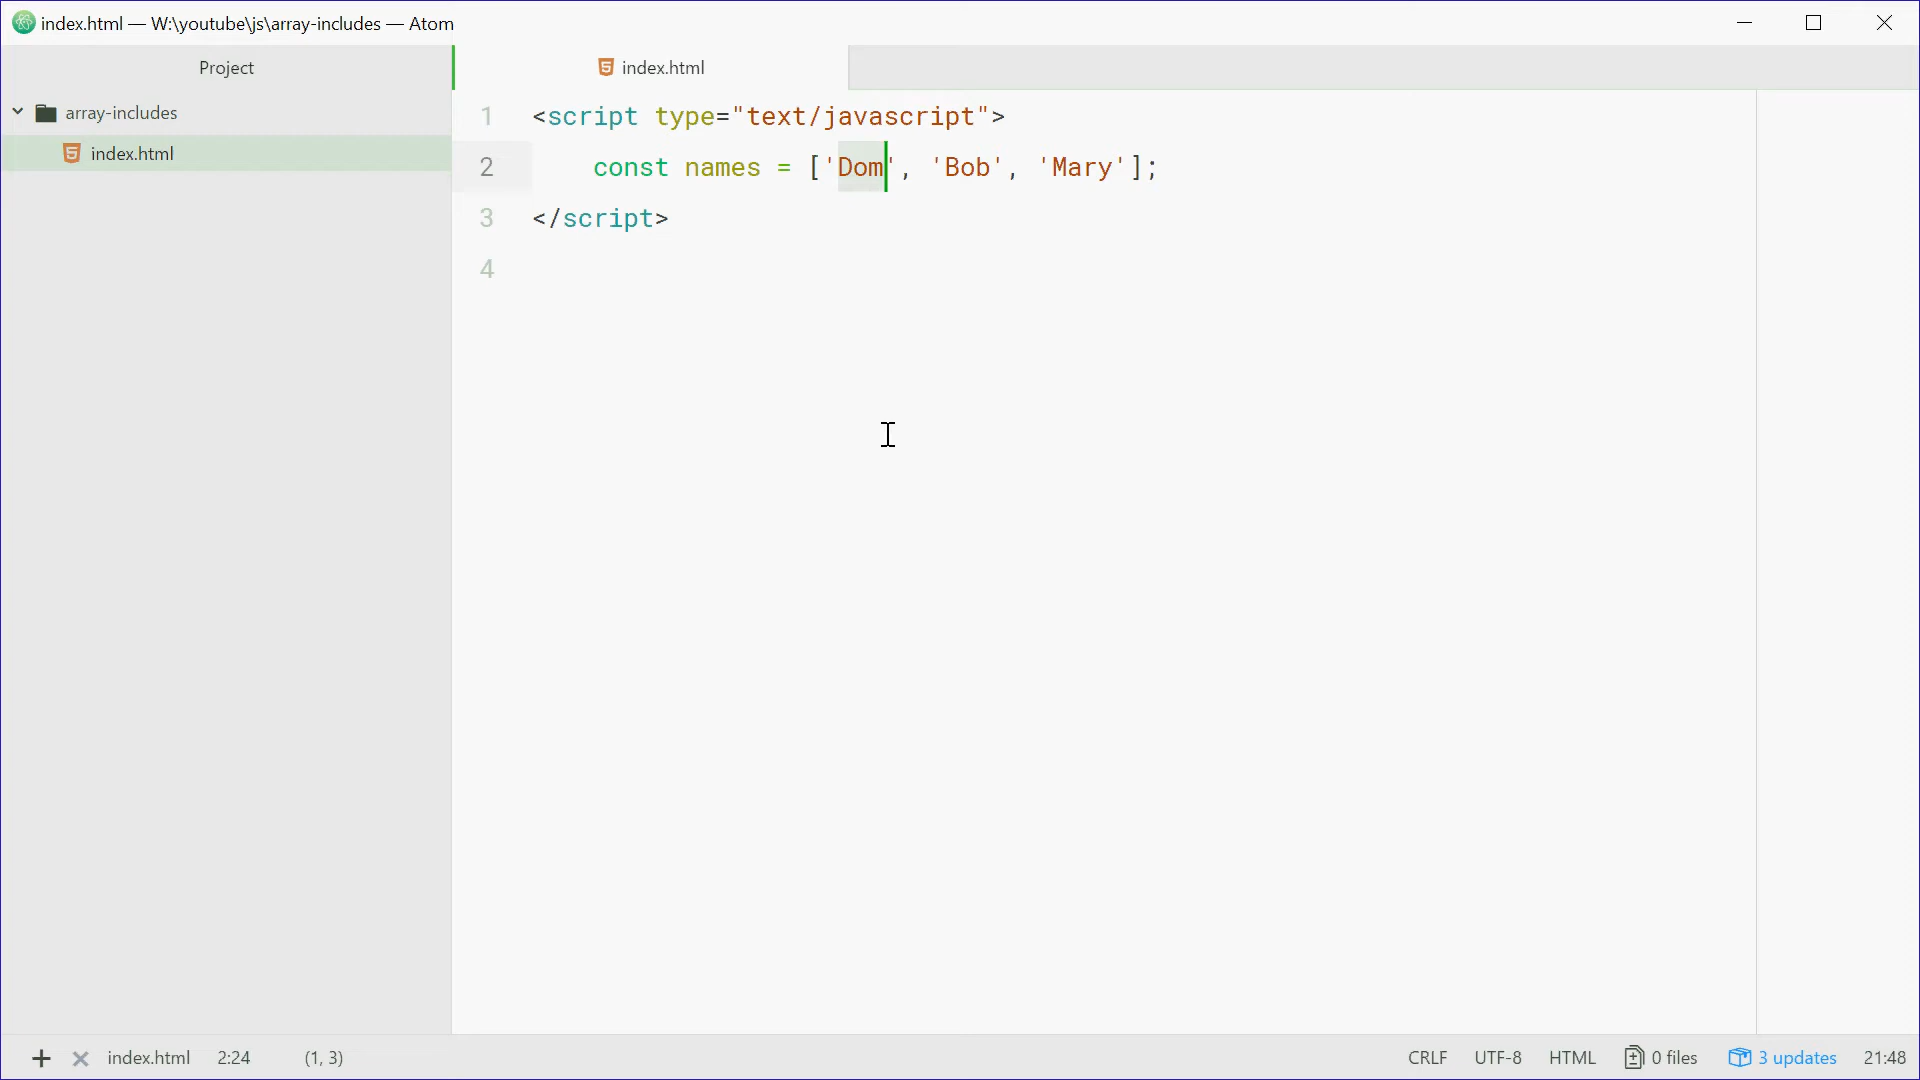 index.html — W:\youtube\js\array-includes — Atom
Project
index.html
array-includes
index.html
1 <script type="text/javascript">
2 const names = ['Dom', 'Bob', 'Mary'];
3 </script>
4
index.html 2:24 (1, 3) CRLF UTF-8 HTML 0 files 3 updates 21:48